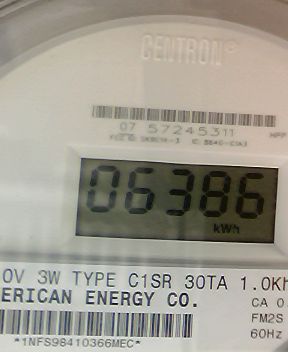 CENTRON®
07 57245311
06386
kWh
0V 3W TYPE C1SR 30TA 1.0Kh
ERICAN ENERGY CO.
CA 0
FM2S
60Hz
*1NFS98410366MEC*